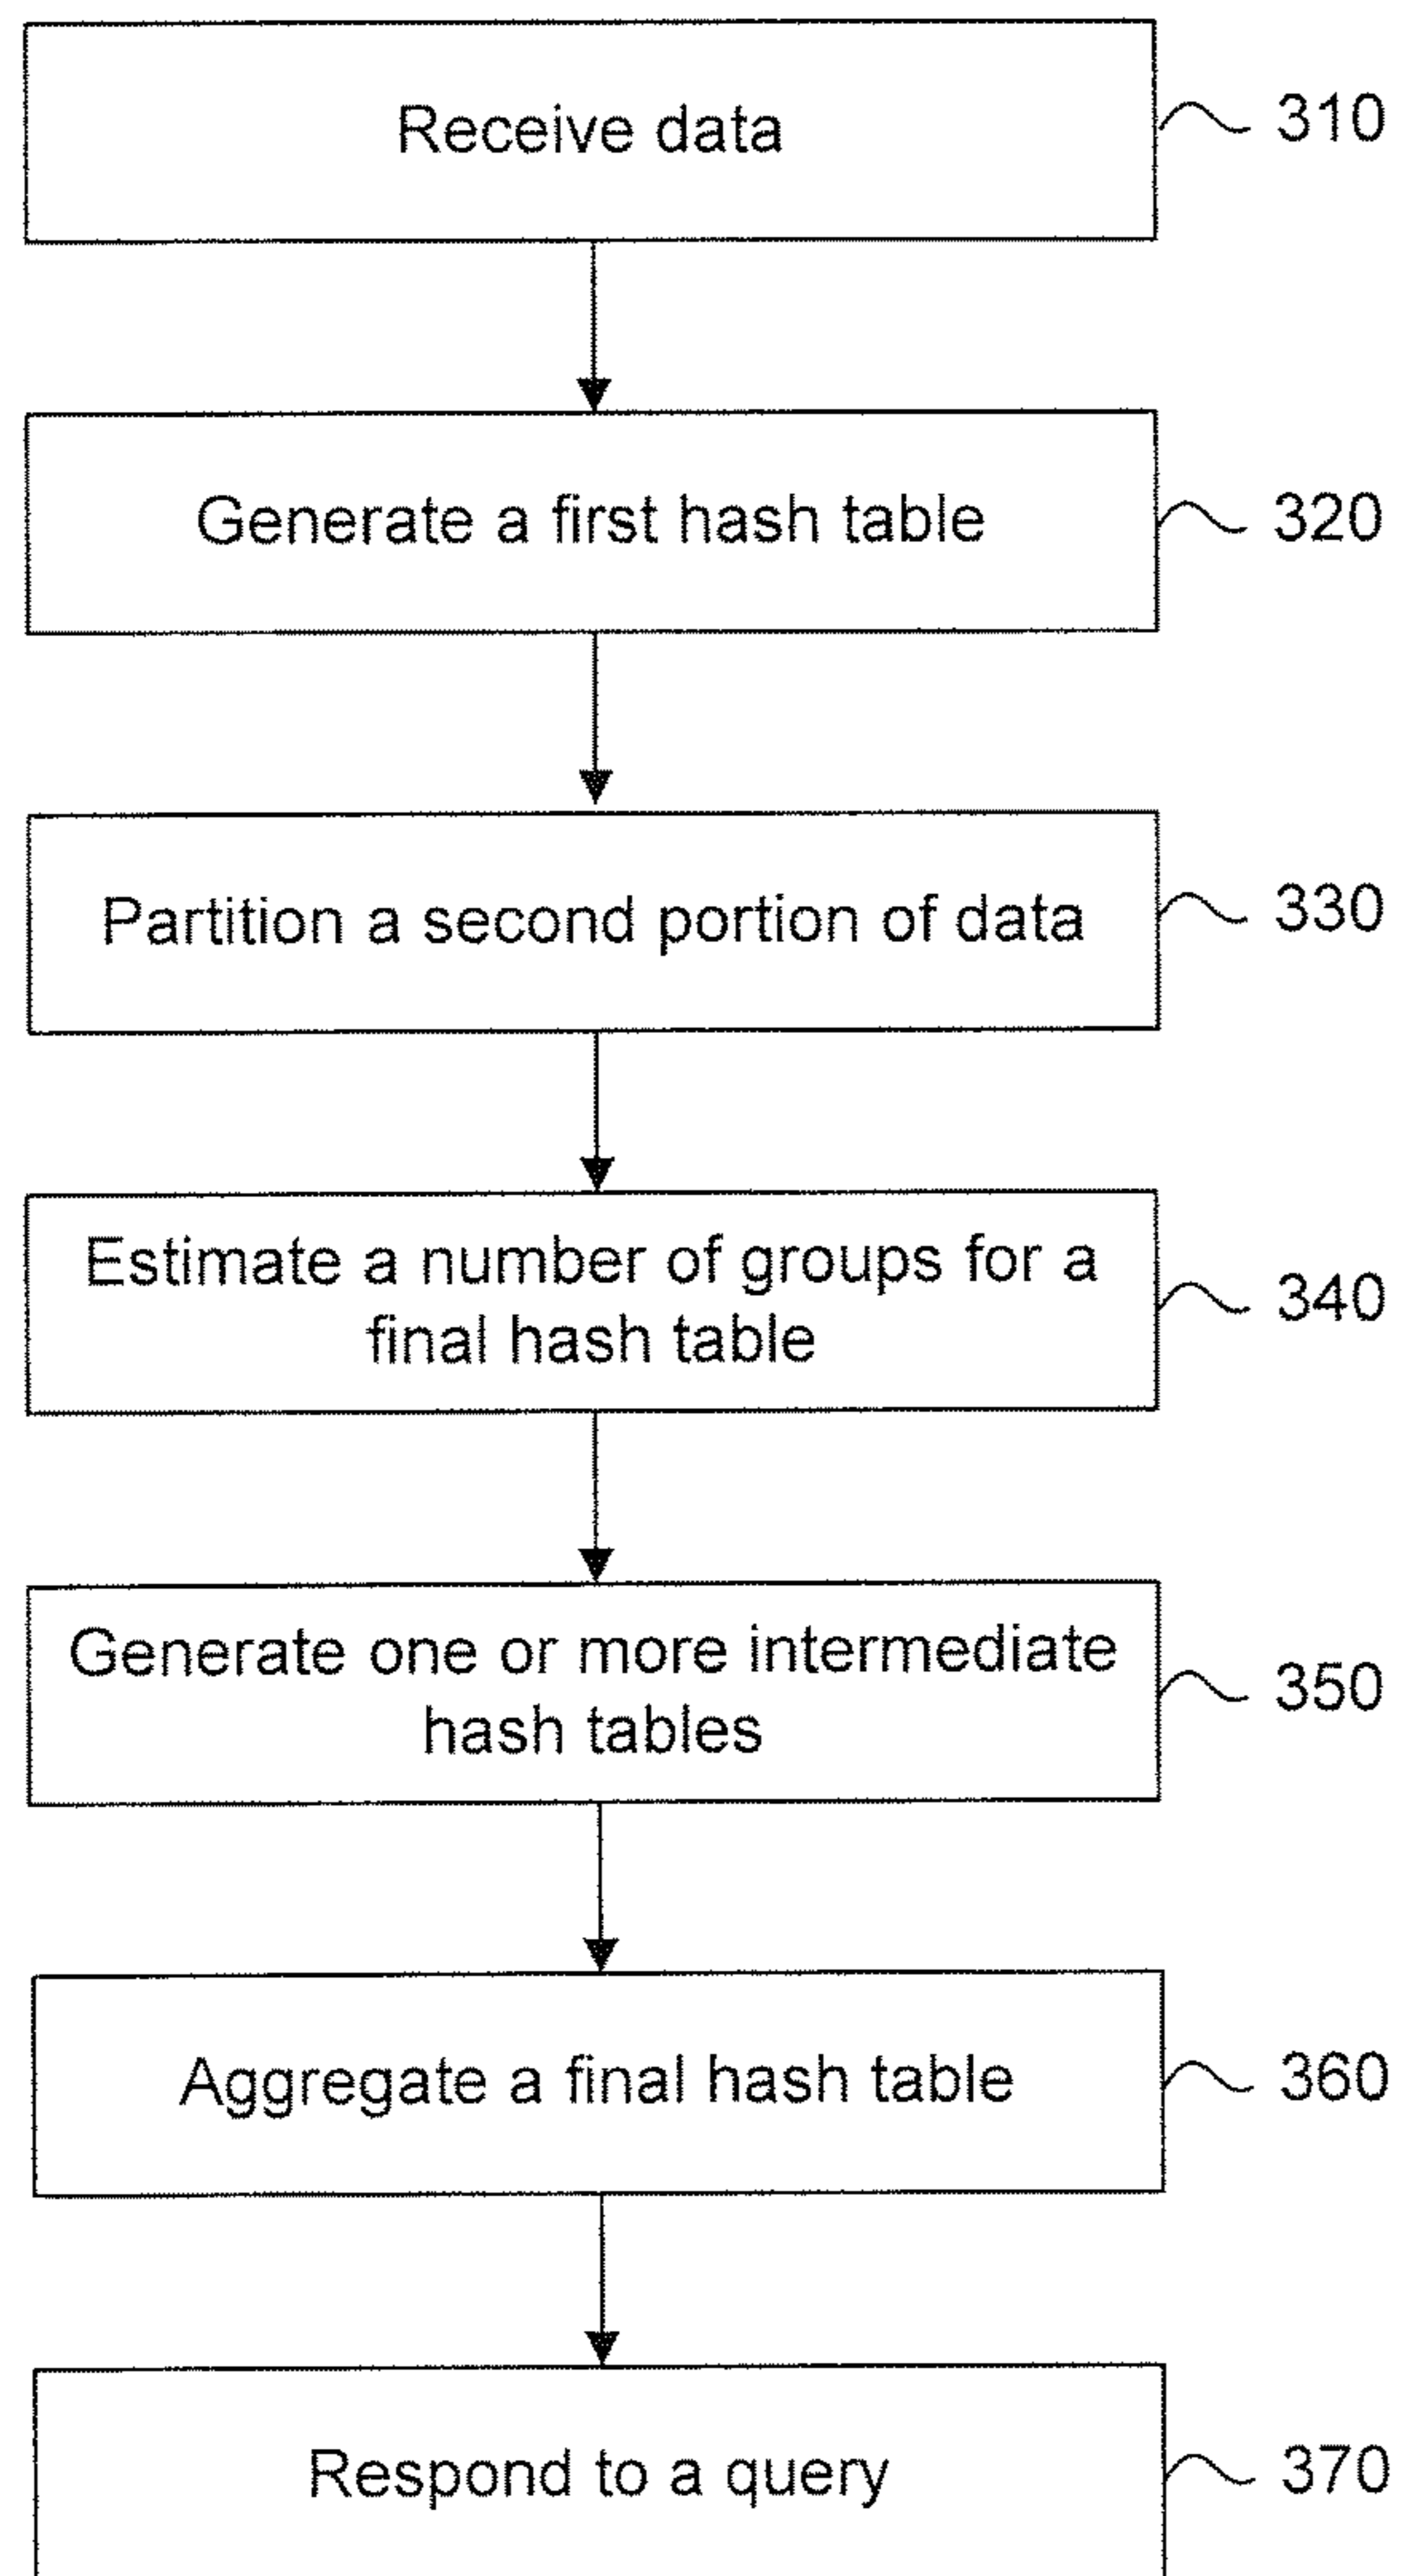 Receive data
310
Generate a first hash table
320
Partition a second portion of data
330
Estimate a number of groups for a
final hash table
340
Generate one or more intermediate
hash tables
350
Aggregate a final hash table
360
Respond to a query
370